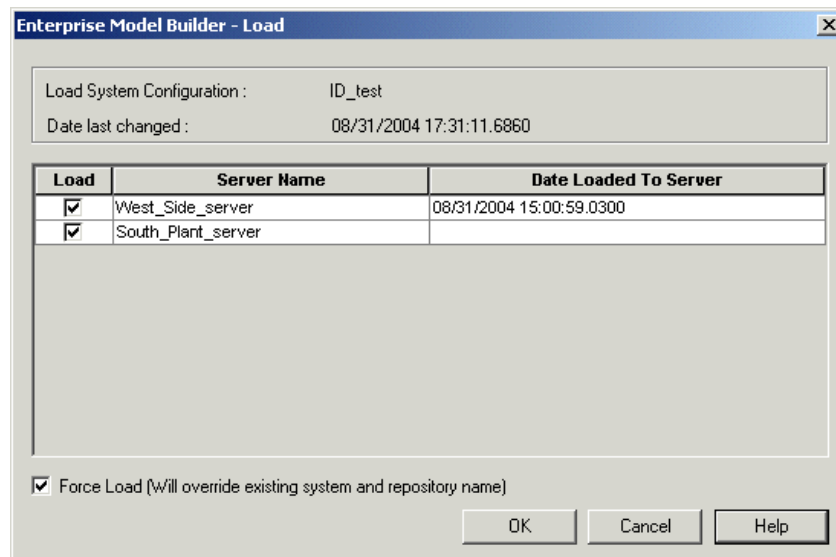 Enterprise Model Builder - Load
Load System Configuration : ID_test
Date last changed : 08/31/2004 17:31:11.6860
Load Server Name Date Loaded To Server
West_Side_server 08/31/2004 15:00:59.0300
South_Plant_server
Force Load (Will override existing system and repository name)
OK Cancel Help